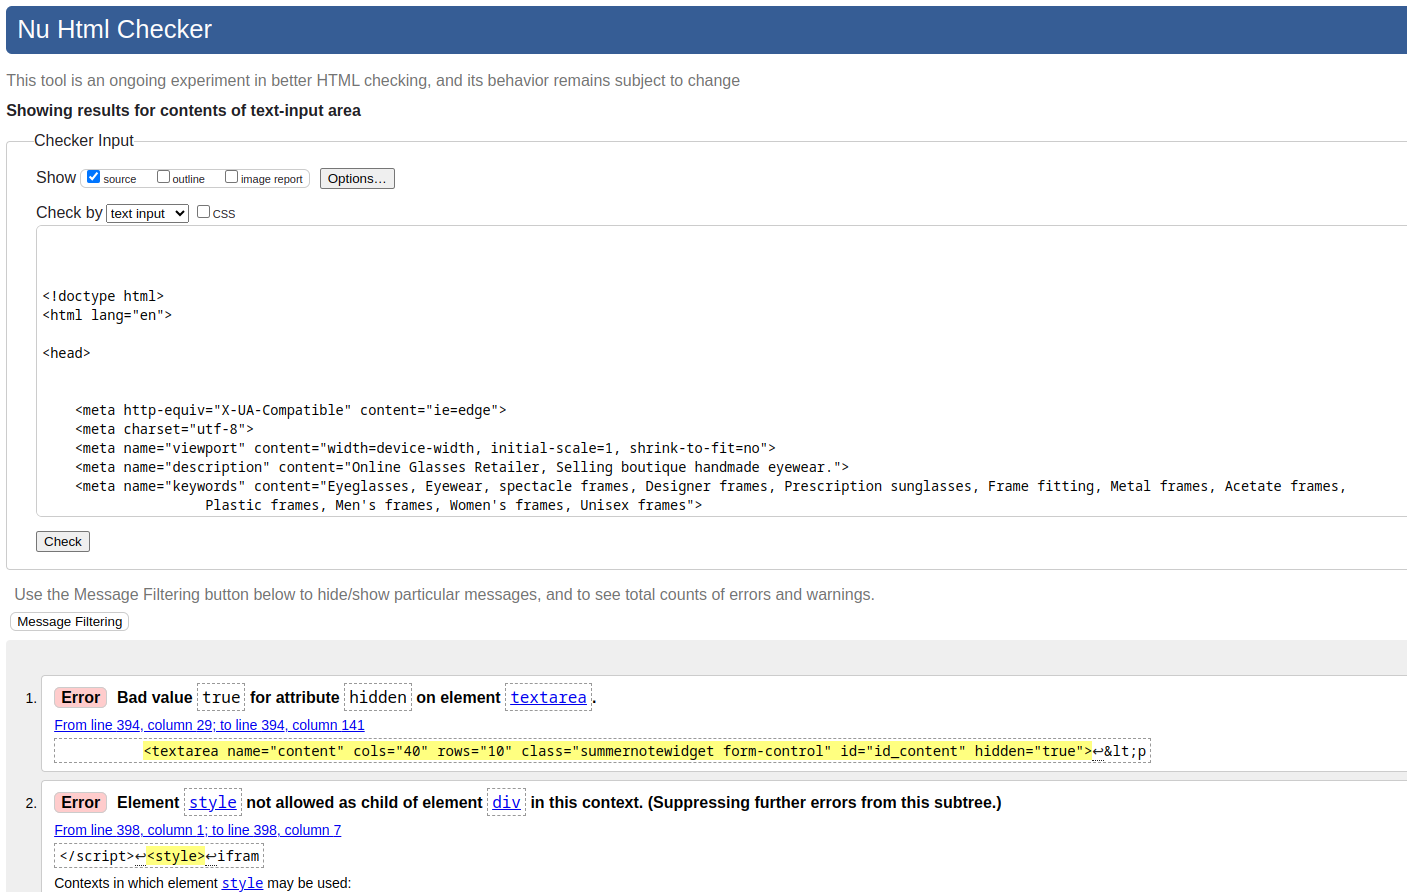 Nu Html Checker
This tool is an ongoing experiment in better HTML checking, and its behavior remains subject to change
Showing results for contents of text-input area
Checker Input
Show source outline image report Options...
Check by text input CSS
<!doctype html>
<html lang="en">
<head>
<meta http-equiv="X-UA-Compatible" content="ie=edge">
<meta charset="utf-8">
<meta name="viewport" content="width=device-width, initial-scale=1, shrink-to-fit=no">
<meta name="description" content="Online Glasses Retailer, Selling boutique handmade eyewear.">
<meta name="keywords" content="Eyeglasses, Eyewear, spectacle frames, Designer frames, Prescription sunglasses, Frame fitting, Metal frames, Acetate frames,
Plastic frames, Men's frames, Women's frames, Unisex frames">
Check
Use the Message Filtering button below to hide/show particular messages, and to see total counts of errors and warnings.
Message Filtering
1. Error Bad value true for attribute hidden on element textarea.
From line 394, column 29; to line 394, column 141
<textarea name="content" cols="40" rows="10" class="summernotewidget form-control" id="id_content" hidden="true">↩&lt;p
2. Error Element style not allowed as child of element div in this context. (Suppressing further errors from this subtree.)
From line 398, column 1; to line 398, column 7
</script>↩<style>↩ifram
Contexts in which element style may be used: